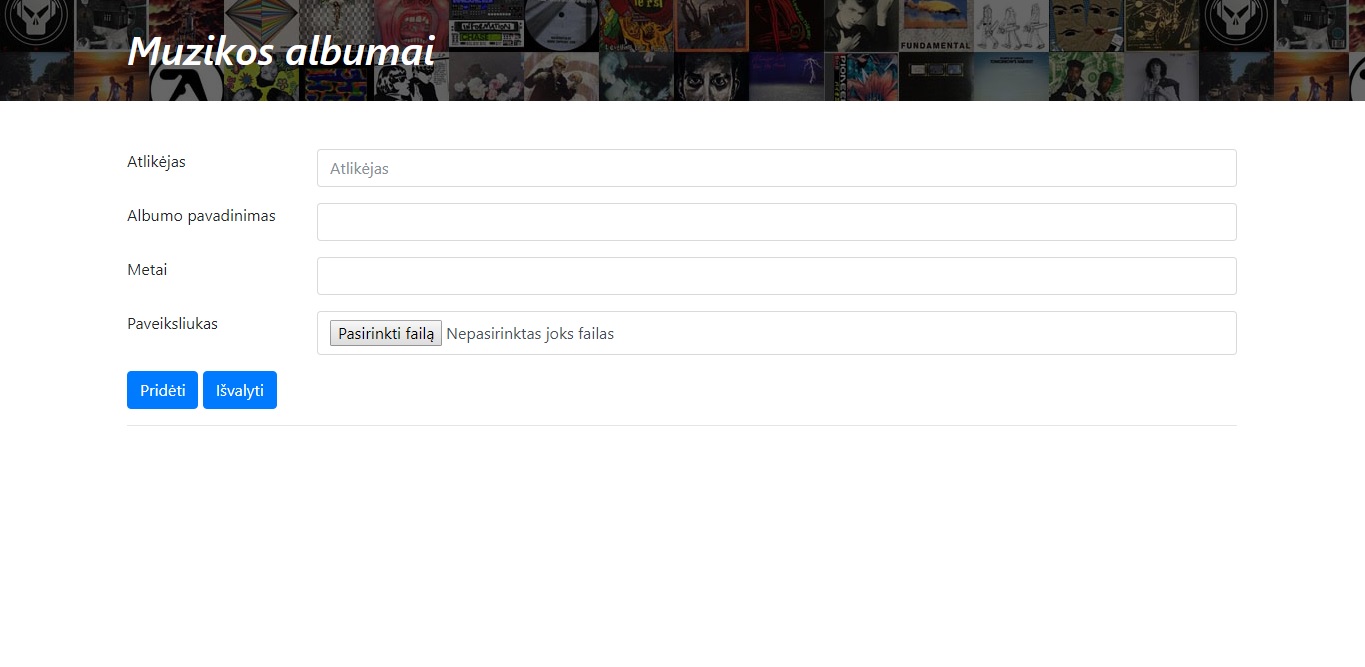 Muzikos albumai
FUNDAMENTAL
Atlikėjas
Atlikėjas
Albumo pavadinimas
Metai
Paveiksliukas
Pasirinkti failą Nepasirinktas joks failas
Pridėti Išvalyti